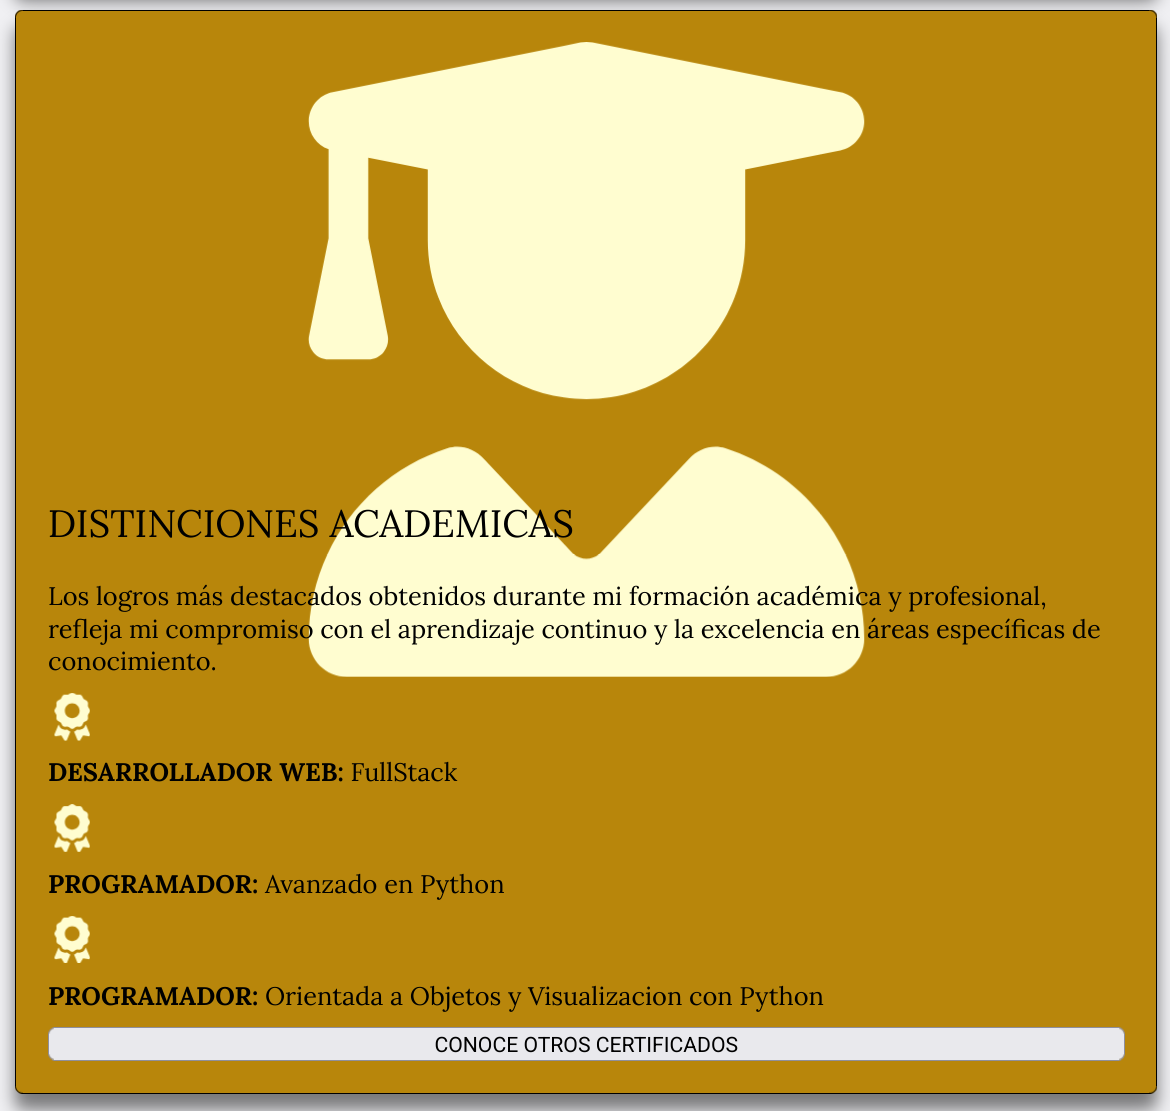 DISTINCIONES ACADEMICAS
Los logros más destacados obtenidos durante mi formación académica y profesional,
refleja mi compromiso con el aprendizaje continuo y la excelencia en áreas específicas de
conocimiento.
DESARROLLADOR WEB: FullStack
PROGRAMADOR: Avanzado en Python
PROGRAMADOR: Orientada a Objetos y Visualizacion con Python
CONOCE OTROS CERTIFICADOS